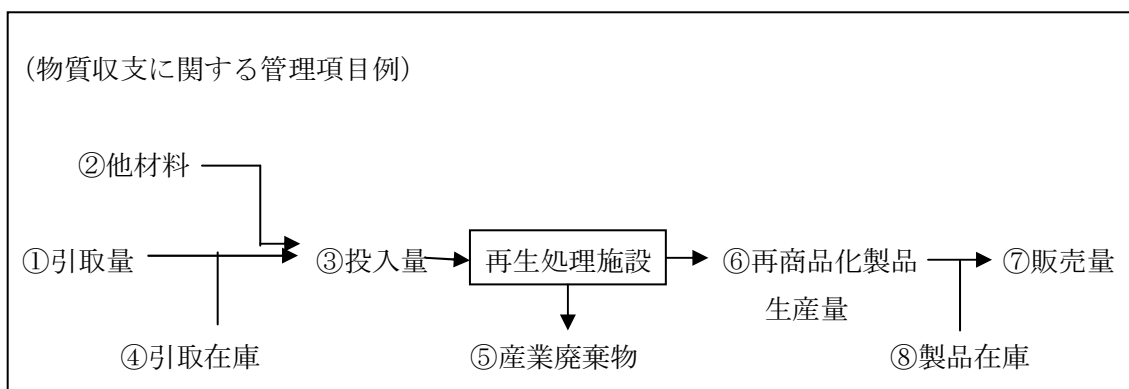 (物質収支に関する管理項目例)
②他材料
①引取量
③投入量
再生処理施設
⑥再商品化製品
生産量
⑦販売量
④引取在庫
⑤産業廃棄物
⑧製品在庫